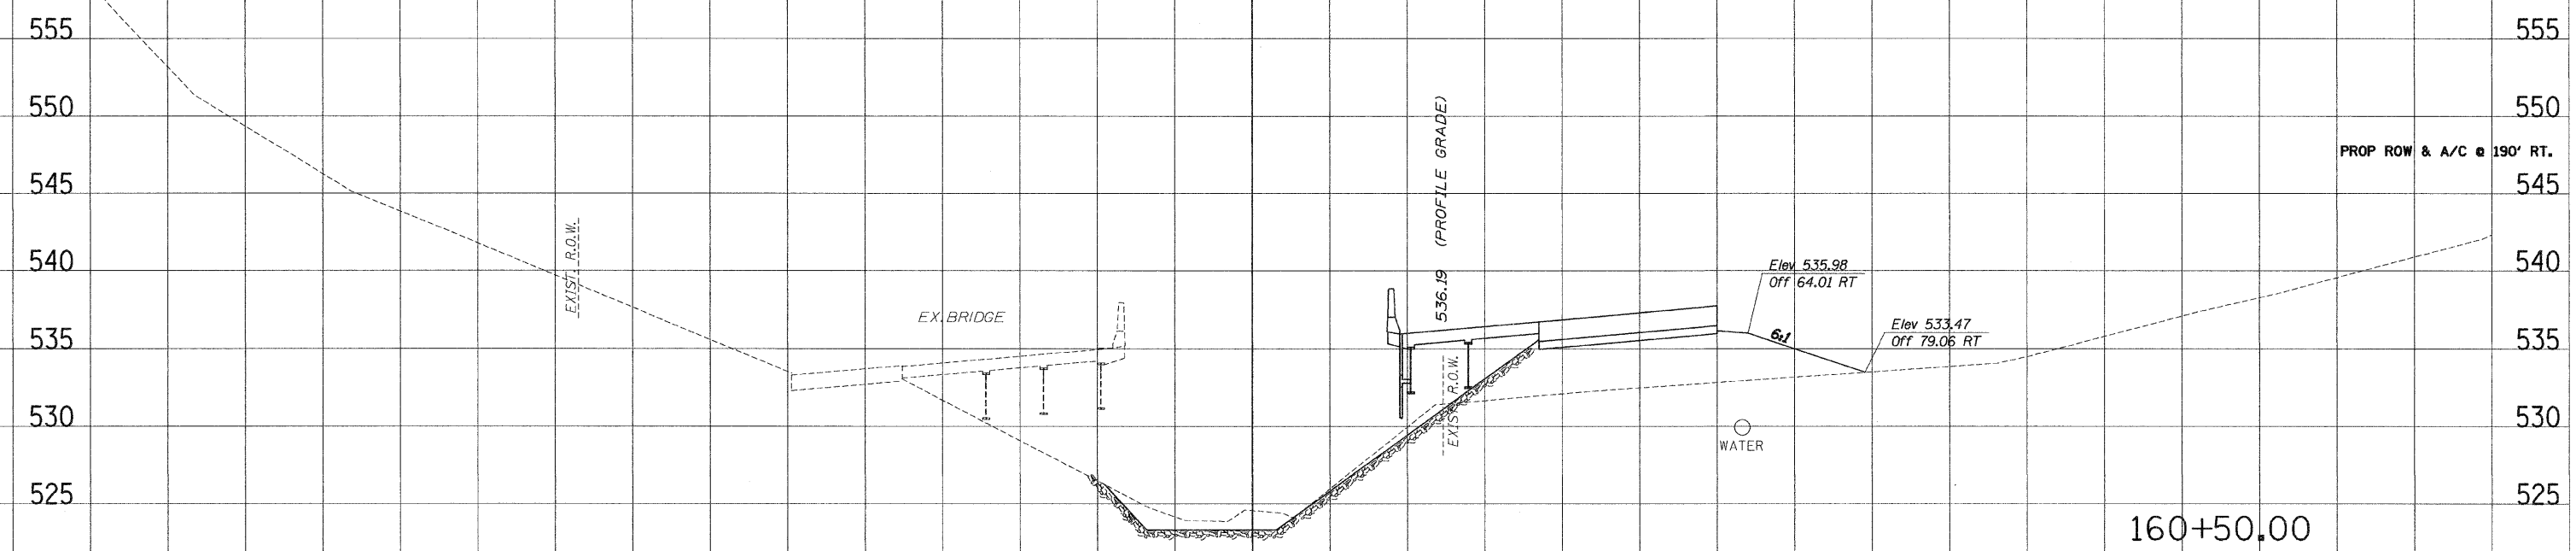 555 555
550 550
PROP ROW & A/C @ 190' RT.
545 545
EXIST. R.O.W.
536.19 (PROFILE GRADE)
540 540
Elev 535.98
Off 64.01 RT
EX. BRIDGE
6:1
Elev 533.47
Off 79.06 RT
535 535
EXIST. R.O.W.
530 530
WATER
525 525
160+50.00